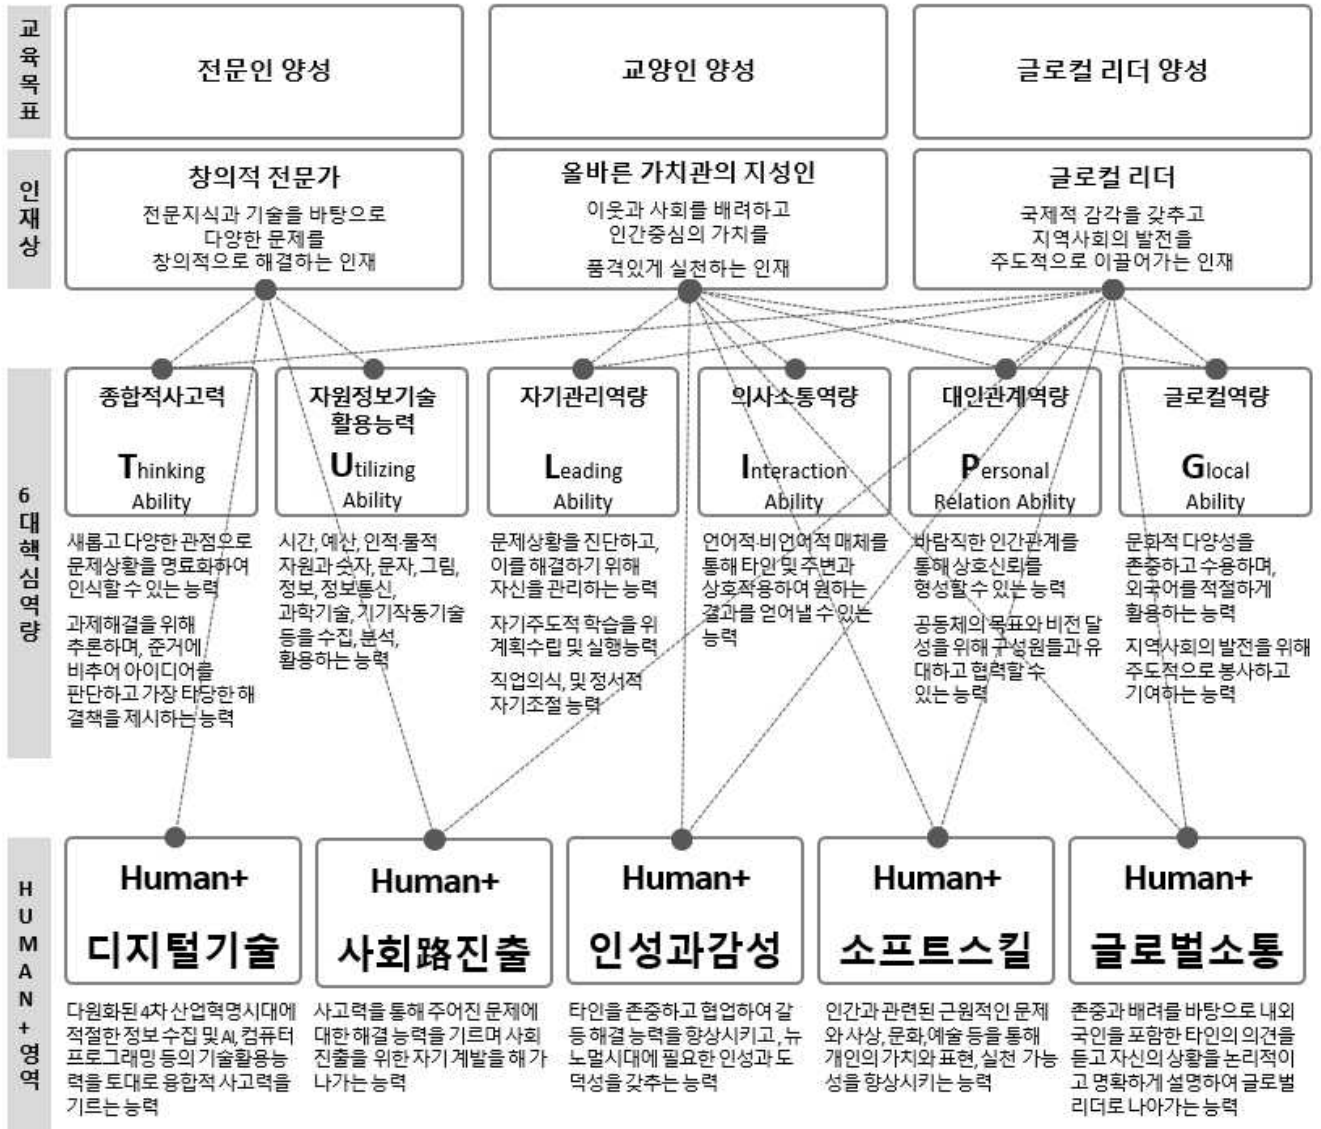 교육목표
전문인 양성
교양인 양성
글로컬 리더 양성
인재상
창의적 전문가
전문지식과 기술을 바탕으로
다양한 문제를
창의적으로 해결하는 인재
올바른 가치관의 지성인
이웃과 사회를 배려하고
인간중심의 가치를
품격있게 실천하는 인재
글로컬 리더
국제적 감각을 갖추고
지역사회의 발전을
주도적으로 이끌어가는 인재
6대핵심역량
종합적사고력
Thinking
Ability
새롭고 다양한 관점으로
문제상황을 명료화하여
인식할 수 있는 능력
과제해결을 위해
추론하며, 준거에
비추어 아이디어를
판단하고 가장 타당한 해
결책을 제시하는 능력
자원정보기술
활용능력
Utilizing
Ability
시간, 예산, 인적·물적
자원과 숫자, 문자, 그림,
정보, 정보통신,
과학기술, 기기작동기술
등을 수집, 분석,
활용하는 능력
자기관리역량
Leading
Ability
문제상황을 진단하고,
이를 해결하기 위해
자신을 관리하는 능력
자기주도적 학습을 위
계획수립 및 실행능력
직업의식, 및 정서적
자기조절 능력
의사소통역량
Interaction
Ability
언어적·비언어적 매체를
통해 타인 및 주변과
상호작용하여 원하는
결과를 얻어낼 수 있는
능력
대인관계역량
Personal
Relation Ability
바람직한 인간관계를
통해 상호신뢰를
형성할 수 있는 능력
공동체의 목표와 비전 달
성을 위해 구성원들과 유
대하고 협력할 수
있는 능력
글로컬역량
Glocal
Ability
문화적 다양성을
존중하고 수용하며,
외국어를 적절하게
활용하는 능력
지역사회의 발전을 위해
주도적으로 봉사하고
기여하는 능력
HUMAN+영역
Human+
디지털기술
다원화된 4차 산업혁명시대에
적절한 정보 수집 및 AI, 컴퓨터
프로그래밍 등의 기술활용능
력을 토대로 융합적 사고력을
기르는 능력
Human+
사회路진출
사고력을 통해 주어진 문제에
대한 해결 능력을 기르며 사회
진출을 위한 자기 계발을 해 가
나가는 능력
Human+
인성과감성
타인을 존중하고 협업하여 갈
등 해결 능력을 향상시키고, 뉴
노멀시대에 필요한 인성과 도
덕성을 갖추는 능력
Human+
소프트스킬
인간과 관련된 근원적인 문제
와 사상, 문화,예술 등을 통해
개인의 가치와 표현, 실천 가능
성을 향상시키는 능력
Human+
글로벌소통
존중과 배려를 바탕으로 내외
국인을 포함한 타인의 의견을
듣고 자신의 상황을 논리적이
고 명확하게 설명하여 글로벌
리더로 나아가는 능력